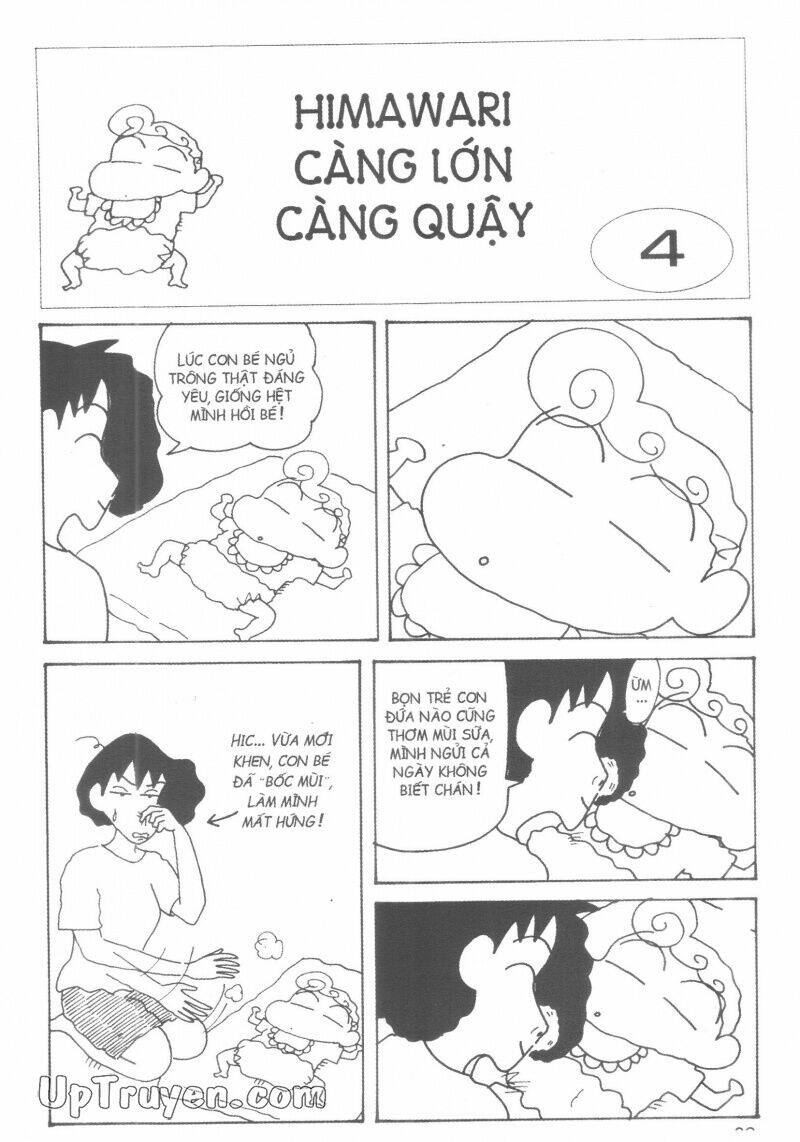 HIMAWARI
CÀNG LỚN
CÀNG QUẬY
4
LÚC CON BÉ NGỦ
TRÔNG THẬT ĐÁNG
YÊU, GIỐNG HỆT
MÌNH HỒI BÉ!
BỌN TRẺ CON
ĐỨA NÀO CŨNG
THƠM MÙI SỮA,
MÌNH NGỬI CẢ
NGÀY KHÔNG
BIẾT CHÁN!
ỪM
...
HIC... VỪA MỚI
KHEN, CON BÉ
ĐÁ "BỐC MÙI",
LÀM MÌNH
MẤT HỨNG!
UpTruyen.com